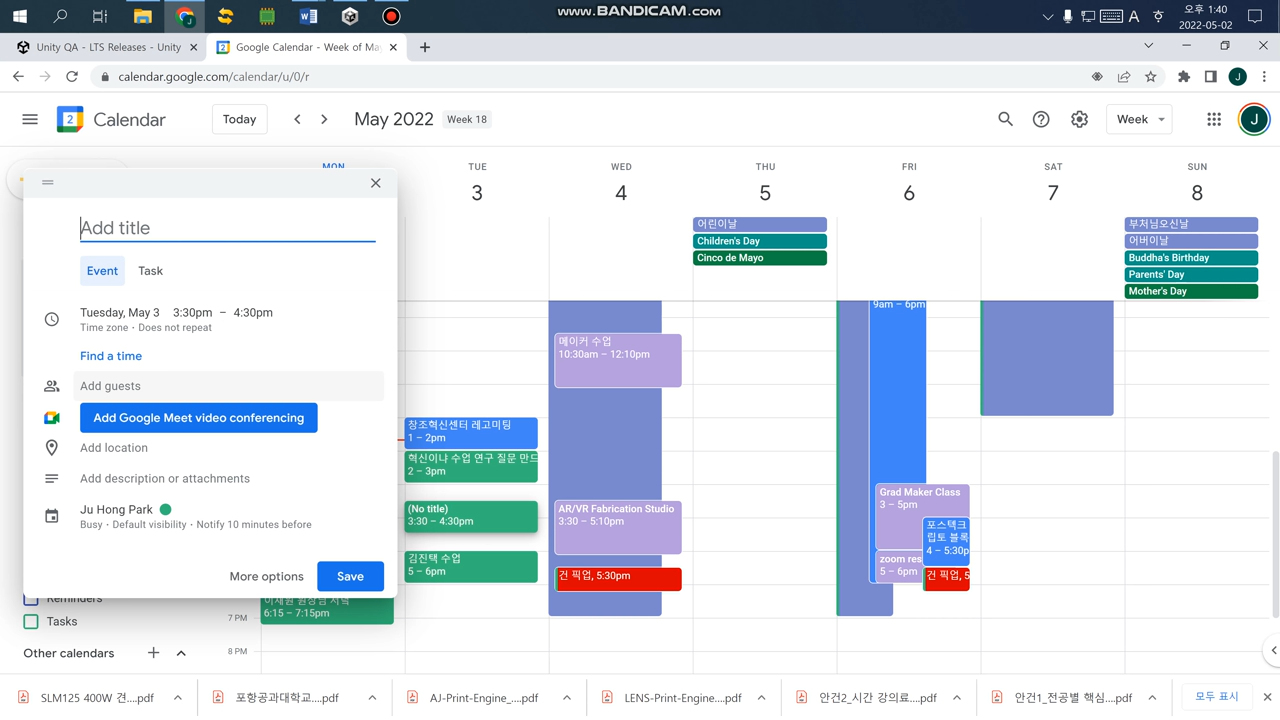 www.BANDICAM.com
오후 1:40
2022-05-02
A
Unity QA - LTS Releases - Unity
Google Calendar - Week of Ma
calendar.google.com/calendar/u/0/r
J
2
Calendar
Today
May 2022
Week 18
Week
J
MON
TUE
3
WED
4
THU
5
FRI
6
SAT
7
SUN
8
어린이날
Children's Day
Cinco de Mayo
부처님오신날
어버이날
Buddha's Birthday
Parents' Day
Mother's Day
Add title
Event
Task
Tuesday, May 3 3:30pm – 4:30pm
Time zone · Does not repeat
Find a time
Add guests
Add Google Meet video conferencing
Add location
Add description or attachments
Ju Hong Park
Busy · Default visibility · Notify 10 minutes before
More options
Save
9am – 6pm
메이커 수업
10:30am – 12:10pm
창조혁신센터 레고미팅
1 – 2pm
혁신이냐 수업 연구 질문 만드
2 – 3pm
(No title)
3:30 – 4:30pm
김진택 수업
5 – 6pm
AR/VR Fabrication Studio
3:30 – 5:10pm
건 픽업, 5:30pm
Grad Maker Class
3 – 5pm
포스텍크
립토 블록
4 – 5:30p
zoom res
5 – 6pm
건 픽업, 5
Reminders
Tasks
Other calendars
6:15 – 7:15pm
7 PM
8 PM
SLM125 400W 견....pdf
포항공과대학교....pdf
AJ-Print-Engine_....pdf
LENS-Print-Engine....pdf
안건2_시간 강의료....pdf
안건1_전공별 핵심....pdf
모두 표시